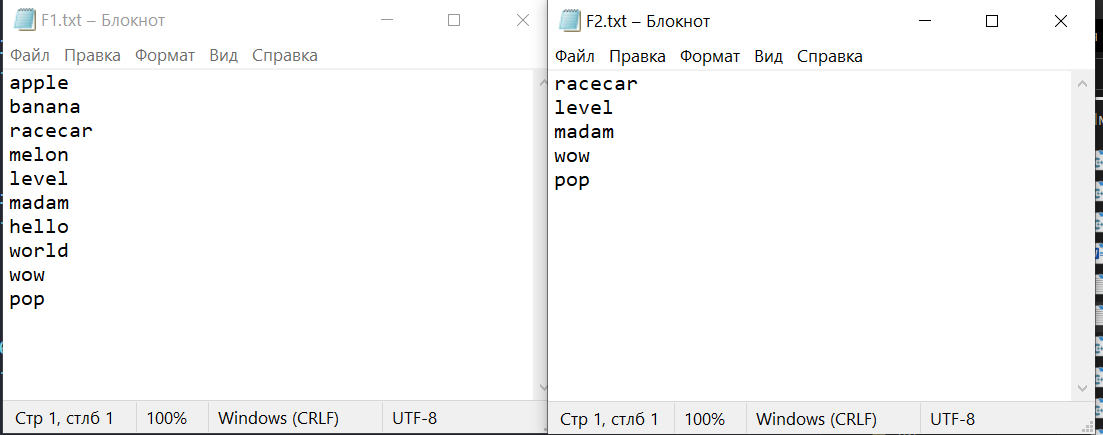 F1.txt – Блокнот
Файл Правка Формат Вид Справка
apple
banana
racecar
melon
level
madam
hello
world
wow
pop
Стр 1, стлб 1 100% Windows (CRLF) UTF-8
F2.txt – Блокнот
Файл Правка Формат Вид Справка
racecar
level
madam
wow
pop
Стр 1, стлб 1 100% Windows (CRLF) UTF-8